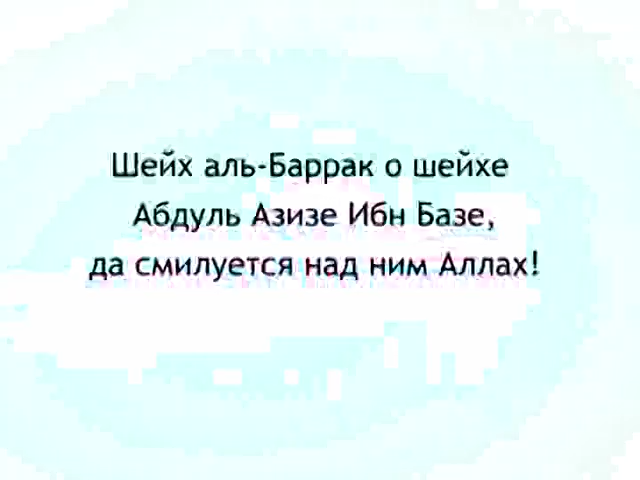 Шейх аль-Баррак о шейхе
Абдуль Азизе Ибн Базе,
да смилуется над ним Аллах!